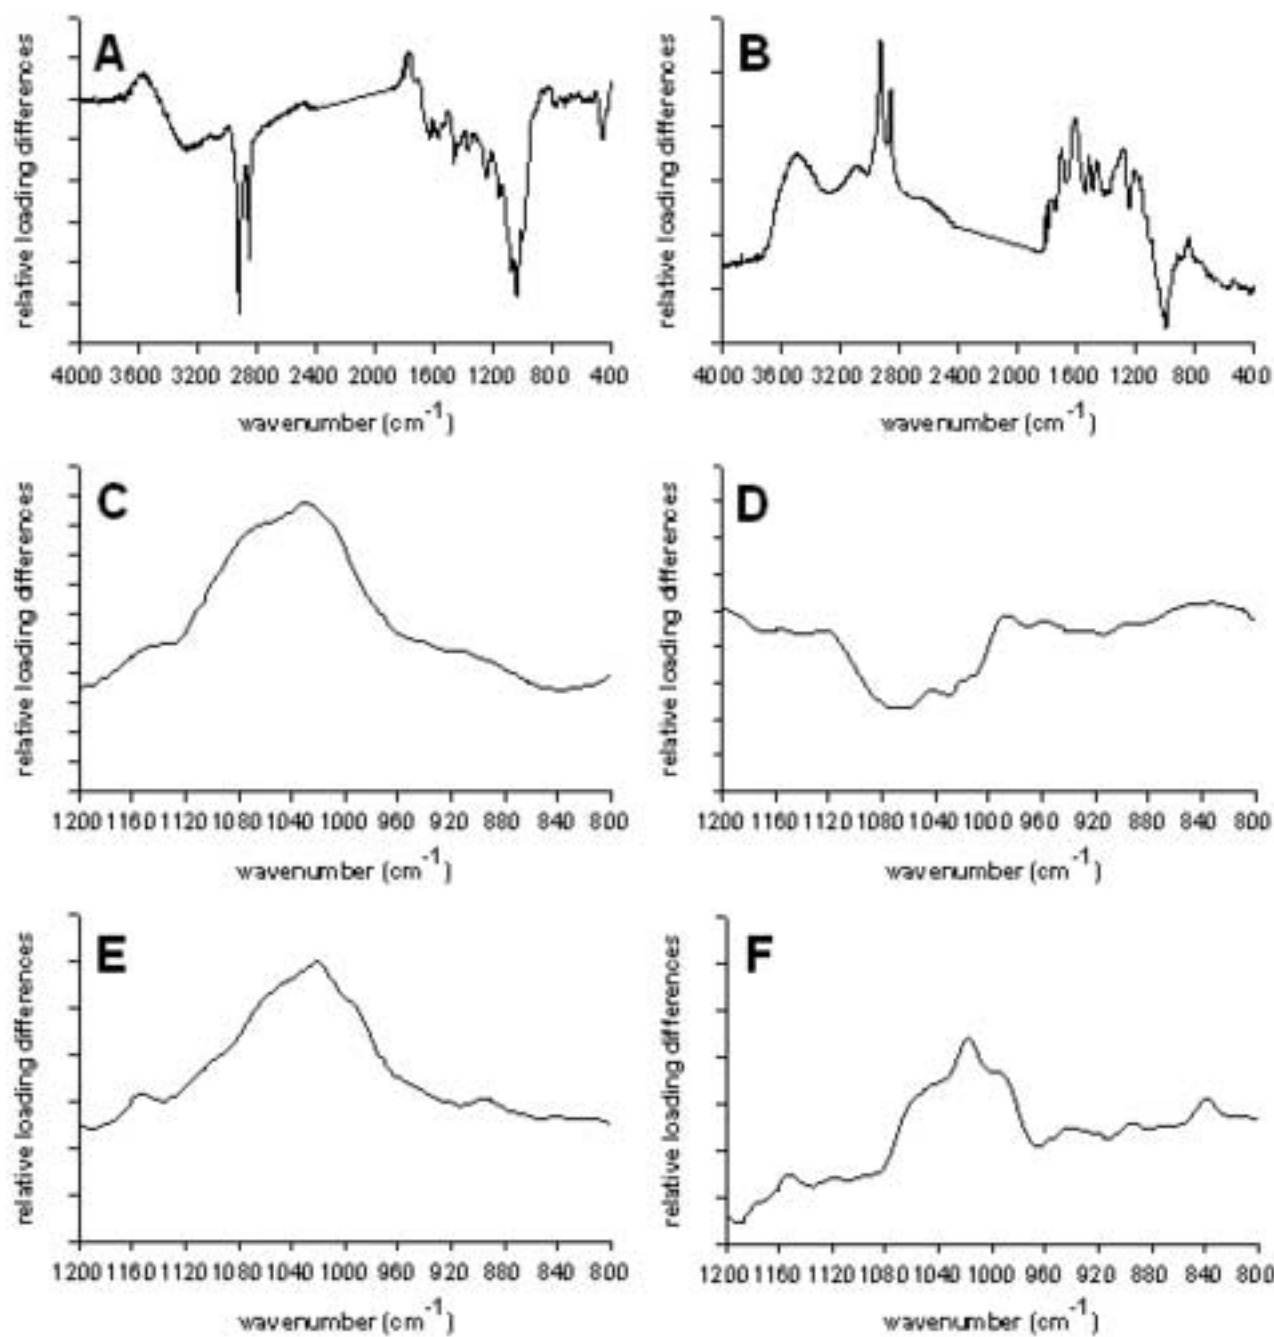 A
relative loading differences
4000 3600 3200 2800 2400 2000 1600 1200 800 400
wavenumber (cm-1)
B
relative loading differences
4000 3600 3200 2800 2400 2000 1600 1200 800 400
wavenumber (cm-1)
C
relative loading differences
1200 1160 1120 1080 1040 1000 960 920 880 840 800
wavenumber (cm-1)
D
relative loading differences
1200 1160 1120 1080 1040 1000 960 920 880 840 800
wavenumber (cm-1)
E
relative loading differences
1200 1160 1120 1080 1040 1000 960 920 880 840 800
wavenumber (cm-1)
F
relative loading differences
1200 1160 1120 1080 1040 1000 960 920 880 840 800
wavenumber (cm-1)